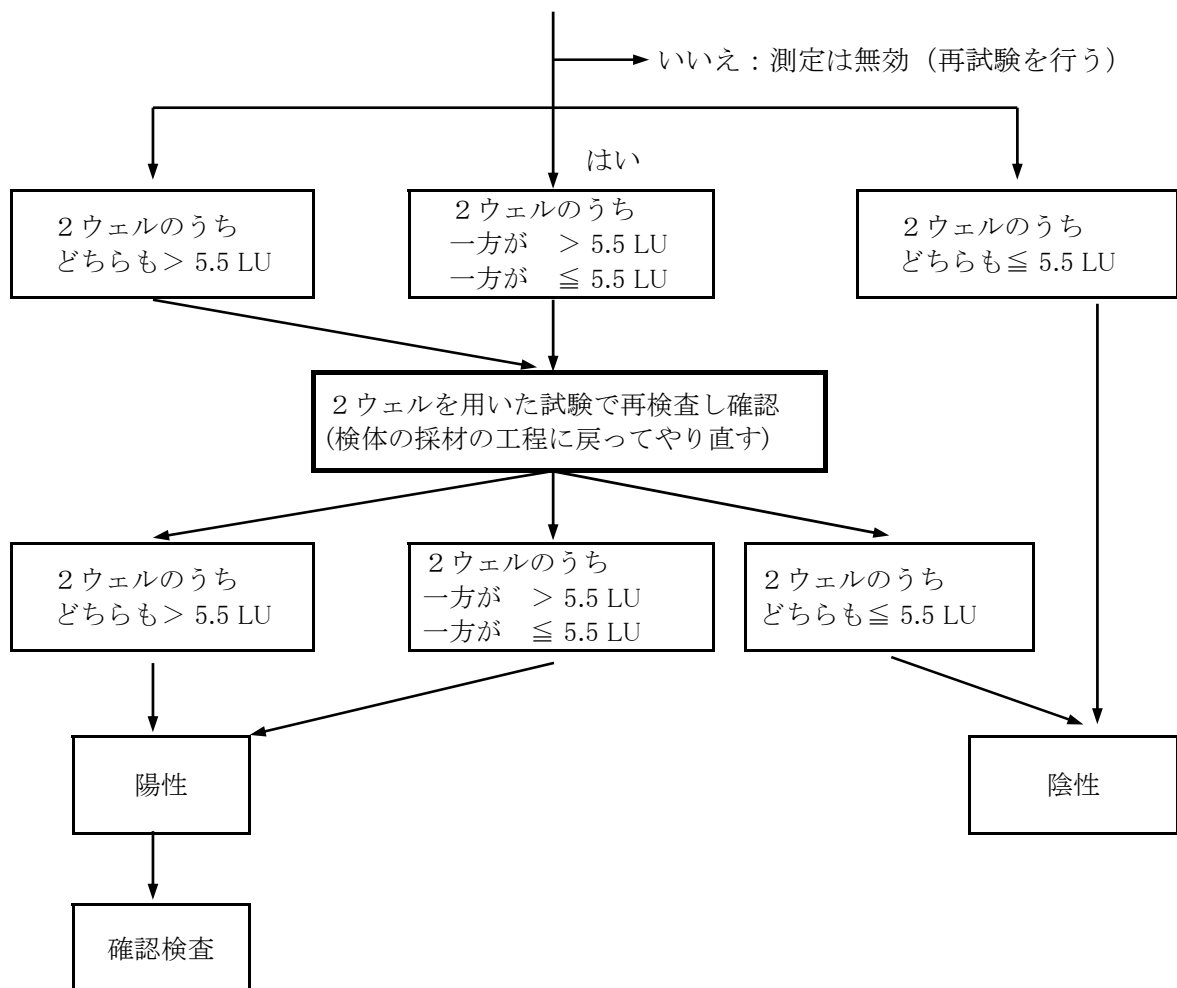 いいえ：測定は無効（再試験を行う）
はい
２ウェルのうち
どちらも＞ 5.5 LU
２ウェルのうち
一方が　＞ 5.5 LU
一方が　≦ 5.5 LU
２ウェルのうち
どちらも≦ 5.5 LU
２ウェルを用いた試験で再検査し確認
(検体の採材の工程に戻ってやり直す)
２ウェルのうち
どちらも＞ 5.5 LU
２ウェルのうち
一方が　＞ 5.5 LU
一方が　≦ 5.5 LU
２ウェルのうち
どちらも≦ 5.5 LU
陽性
陰性
確認検査